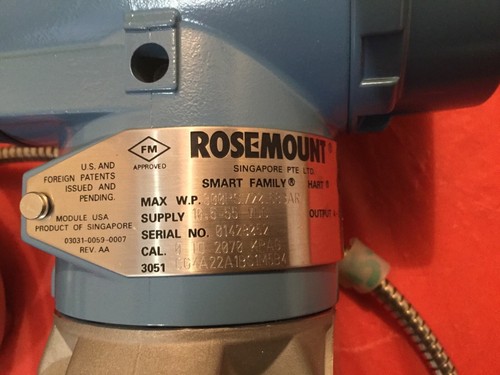 FM
APPROVED
ROSEMOUNT®
SINGAPORE PTE LTD.
SMART FAMILY® HART®
U.S. AND
FOREIGN PATENTS
ISSUED AND
PENDING.
MODULE USA
PRODUCT OF SINGAPORE
03031-0059-0007
REV. AA
MAX W.P.
SUPPLY
OUTPUT
SERIAL NO.
CAL.
3051